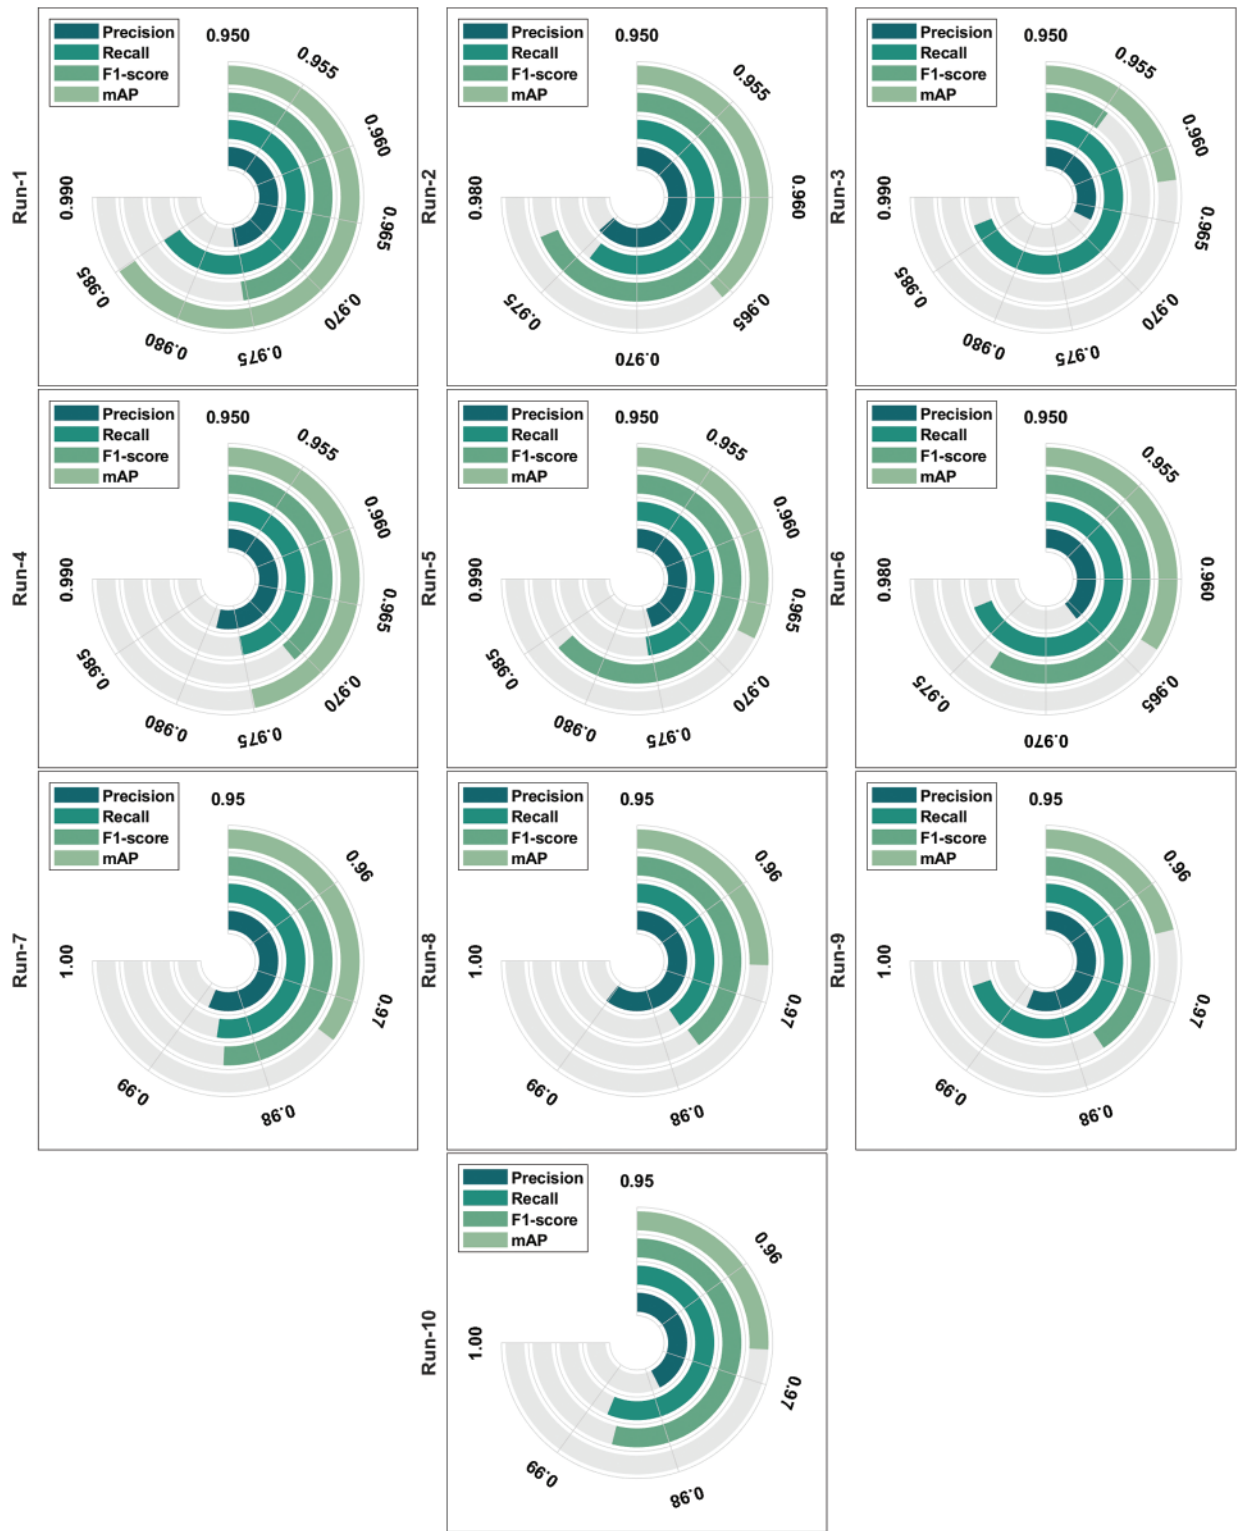 Run-1
Precision
Recall
F1-score
mAP
0.950
0.955
0.960
0.965
0.970
0.975
0.980
0.985
0.990
Run-2
Precision
Recall
F1-score
mAP
0.950
0.955
0.960
0.965
0.970
0.975
0.980
Run-3
Precision
Recall
F1-score
mAP
0.950
0.955
0.960
0.965
0.970
0.975
0.980
0.985
0.990
Run-4
Precision
Recall
F1-score
mAP
0.950
0.955
0.960
0.965
0.970
0.975
0.980
0.985
0.990
Run-5
Precision
Recall
F1-score
mAP
0.950
0.955
0.960
0.965
0.970
0.975
0.980
0.985
0.990
Run-6
Precision
Recall
F1-score
mAP
0.950
0.955
0.960
0.965
0.970
0.975
0.980
Run-7
Precision
Recall
F1-score
mAP
0.95
0.96
0.97
0.98
0.99
1.00
Run-8
Precision
Recall
F1-score
mAP
0.95
0.96
0.97
0.98
0.99
1.00
Run-9
Precision
Recall
F1-score
mAP
0.95
0.96
0.97
0.98
0.99
1.00
Run-10
Precision
Recall
F1-score
mAP
0.95
0.96
0.97
0.98
0.99
1.00